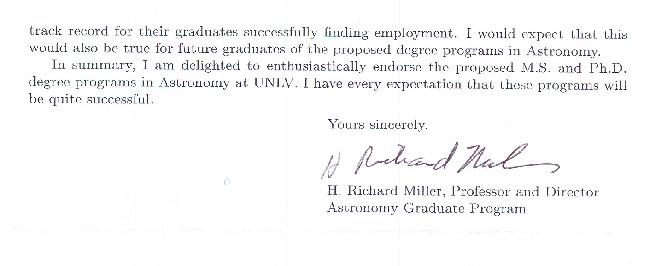 track record for their graduates successfully finding employment. I would expect that this
would also be true for future graduates of the proposed degree programs in Astronomy.
In summary, I am delighted to enthusiastically endorse the proposed M.S. and Ph.D.
degree programs in Astronomy at UNLV. I have every expectation that these programs will
be quite successful.
Yours sincerely,
H Richard Miller
H. Richard Miller, Professor and Director
Astronomy Graduate Program